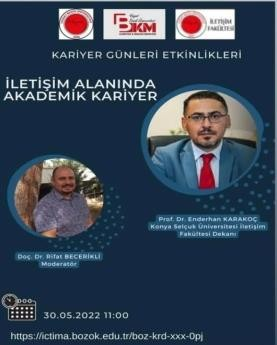 BKM
İLETİŞİM
FAKÜLTESİ
KARİYER GÜNLERİ ETKİNLİKLERİ
İLETİŞİM ALANINDA
AKADEMİK KARİYER
Prof. Dr. Enderhan KARAKOÇ
Konya Selçuk Üniversitesi İletişim
Fakültesi Dekanı
Doç. Dr. Rifat BECERİKLİ
Moderatör
30.05.2022 11:00
https://ictima.bozok.edu.tr/boz-krd-xxx-0pj